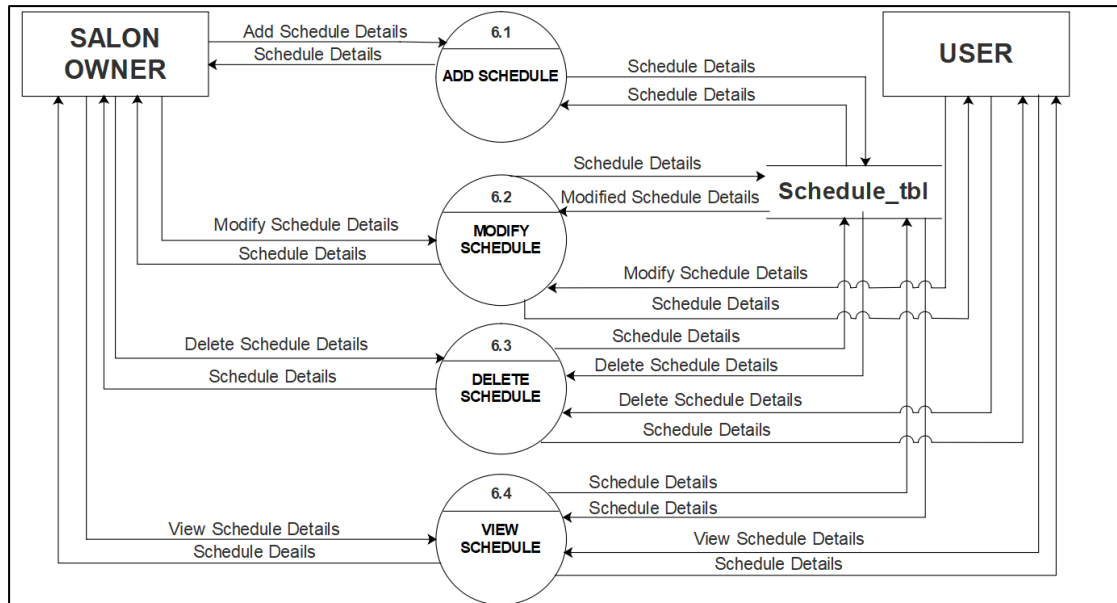 SALON
OWNER
Add Schedule Details
Schedule Details
6.1
ADD SCHEDULE
Schedule Details
Schedule Details
USER
Schedule Details
Modified Schedule Details
Schedule_tbl
6.2
MODIFY
SCHEDULE
Modify Schedule Details
Schedule Details
Modify Schedule Details
Schedule Details
6.3
DELETE
SCHEDULE
Delete Schedule Details
Schedule Details
Schedule Details
Delete Schedule Details
Delete Schedule Details
Schedule Details
6.4
VIEW
SCHEDULE
Schedule Details
Schedule Details
View Schedule Details
Schedule Deails
View Schedule Details
Schedule Details